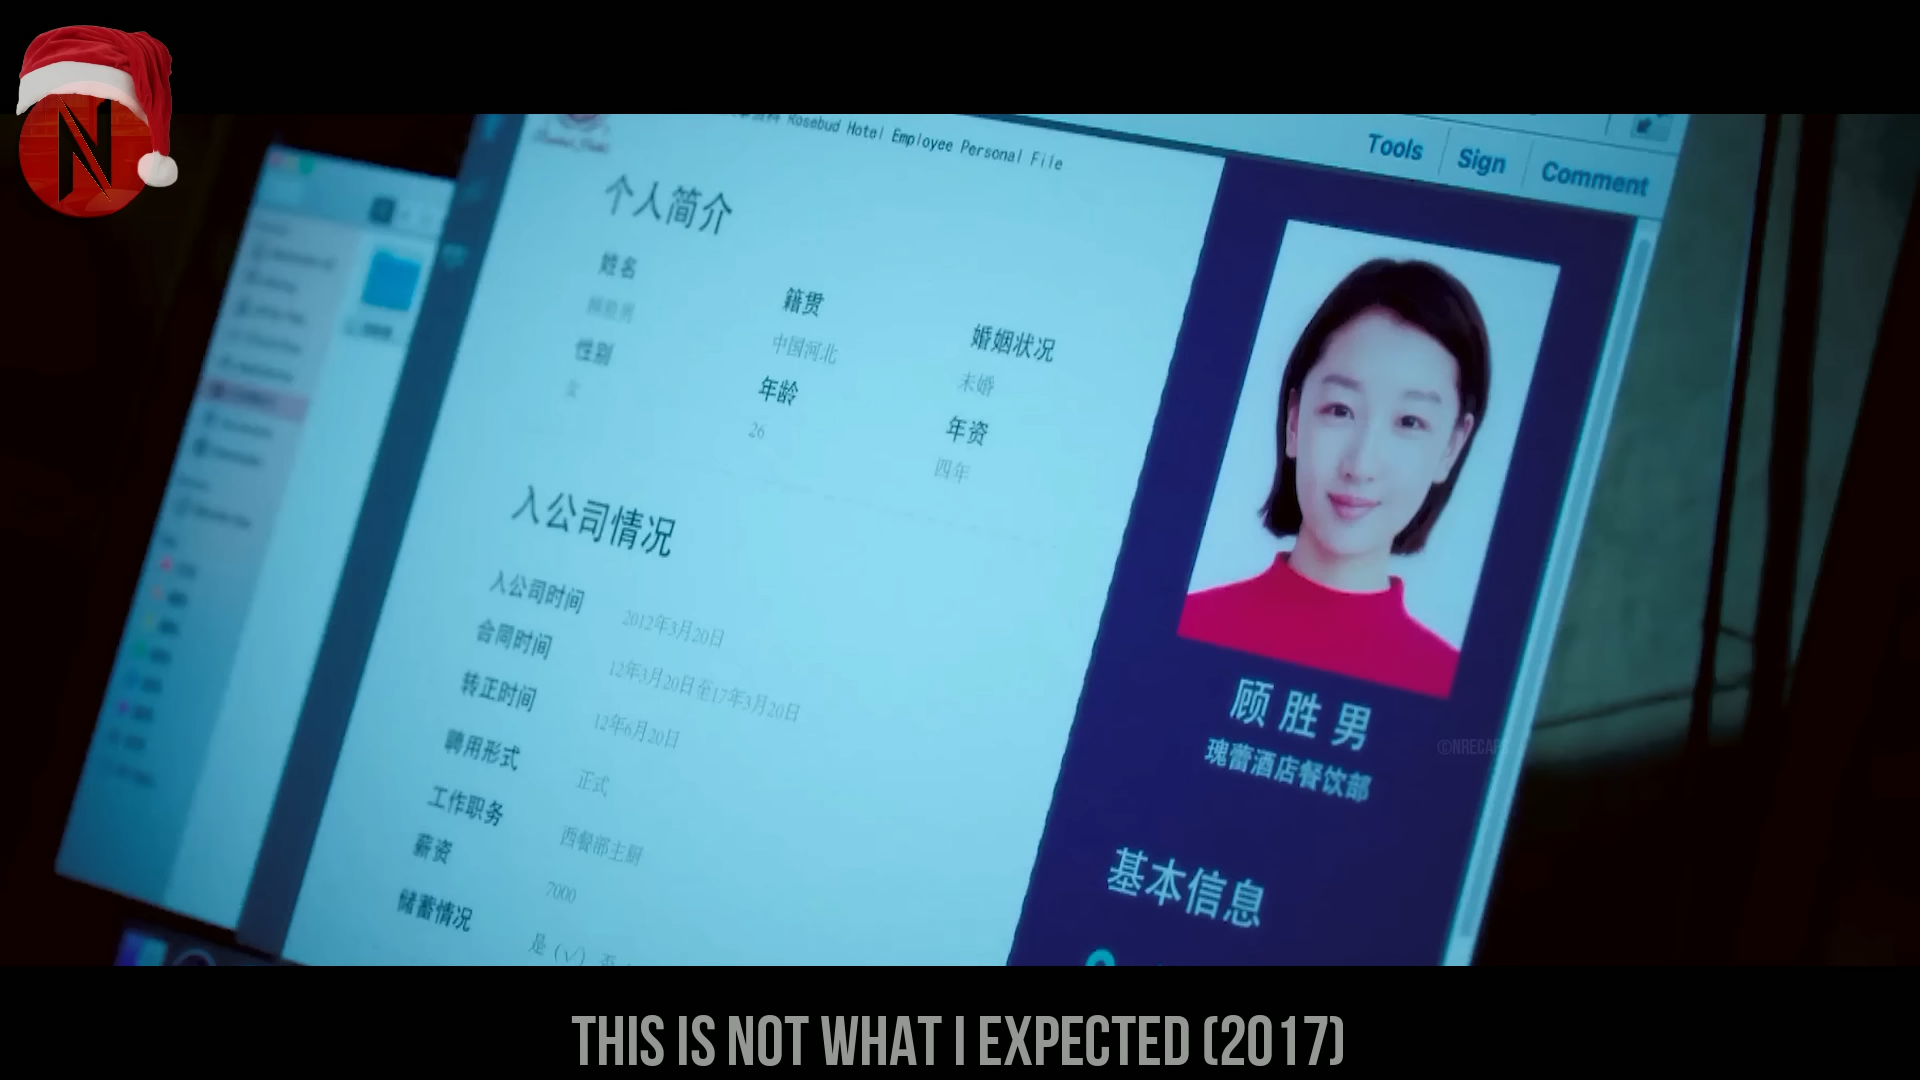 N
Rosebud Hotel Employee Personal File
Tools Sign Comment
个人简介
姓名 籍贯 婚姻状况
顾胜男 中国河北 未婚
性别 年龄 年资
女 26 四年
入公司情况
入公司时间 2012年3月20日
合同时间 12年3月20日至17年3月20日
转正时间 12年6月20日
聘用形式 正式
工作职务 西餐部主厨
薪资 7000
储蓄情况 是(√) 否
顾胜男
瑰蕾酒店餐饮部
基本信息
©NRECAPS
THIS IS NOT WHAT I EXPECTED (2017)